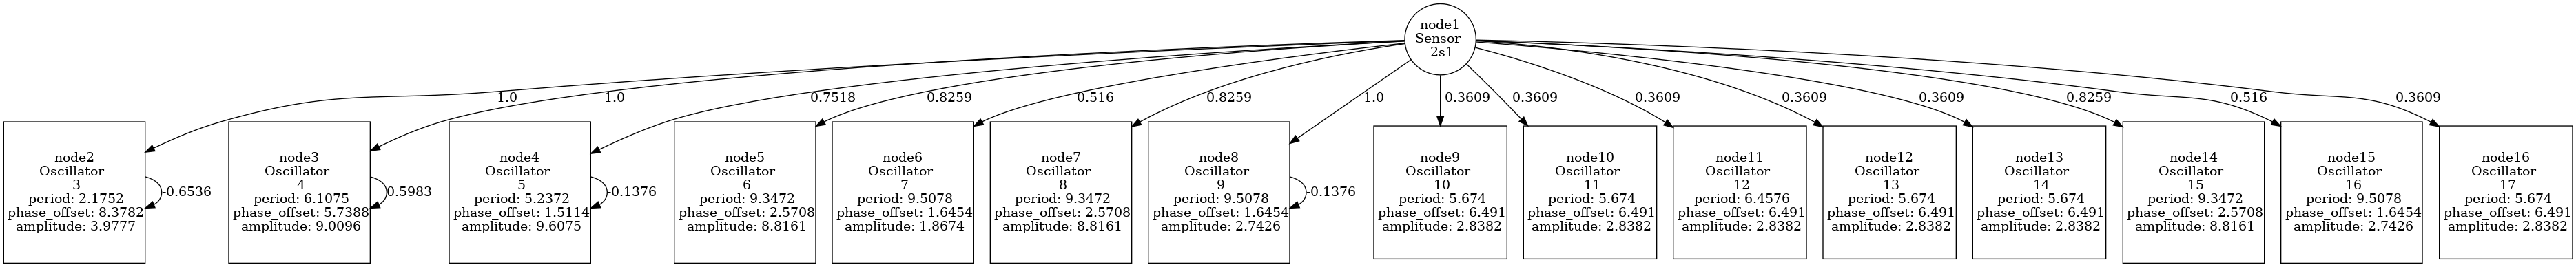 node1
Sensor
2s1
1.0
1.0
0.7518
-0.8259
0.516
-0.8259
1.0
-0.3609
-0.3609
-0.3609
-0.3609
-0.3609
-0.8259
0.516
-0.3609
node2
Oscillator
3
period: 2.1752
phase_offset: 8.3782
amplitude: 3.9777
-0.6536
node3
Oscillator
4
period: 6.1075
phase_offset: 5.7388
amplitude: 9.0096
0.5983
node4
Oscillator
5
period: 5.2372
phase_offset: 1.5114
amplitude: 9.6075
-0.1376
node5
Oscillator
6
period: 9.3472
phase_offset: 2.5708
amplitude: 8.8161
node6
Oscillator
7
period: 9.5078
phase_offset: 1.6454
amplitude: 1.8674
node7
Oscillator
8
period: 9.3472
phase_offset: 2.5708
amplitude: 8.8161
node8
Oscillator
9
period: 9.5078
phase_offset: 1.6454
amplitude: 2.7426
-0.1376
node9
Oscillator
10
period: 5.674
phase_offset: 6.491
amplitude: 2.8382
node10
Oscillator
11
period: 5.674
phase_offset: 6.491
amplitude: 2.8382
node11
Oscillator
12
period: 6.4576
phase_offset: 6.491
amplitude: 2.8382
node12
Oscillator
13
period: 5.674
phase_offset: 6.491
amplitude: 2.8382
node13
Oscillator
14
period: 5.674
phase_offset: 6.491
amplitude: 2.8382
node14
Oscillator
15
period: 9.3472
phase_offset: 2.5708
amplitude: 8.8161
node15
Oscillator
16
period: 9.5078
phase_offset: 1.6454
amplitude: 2.7426
node16
Oscillator
17
period: 5.674
phase_offset: 6.491
amplitude: 2.8382